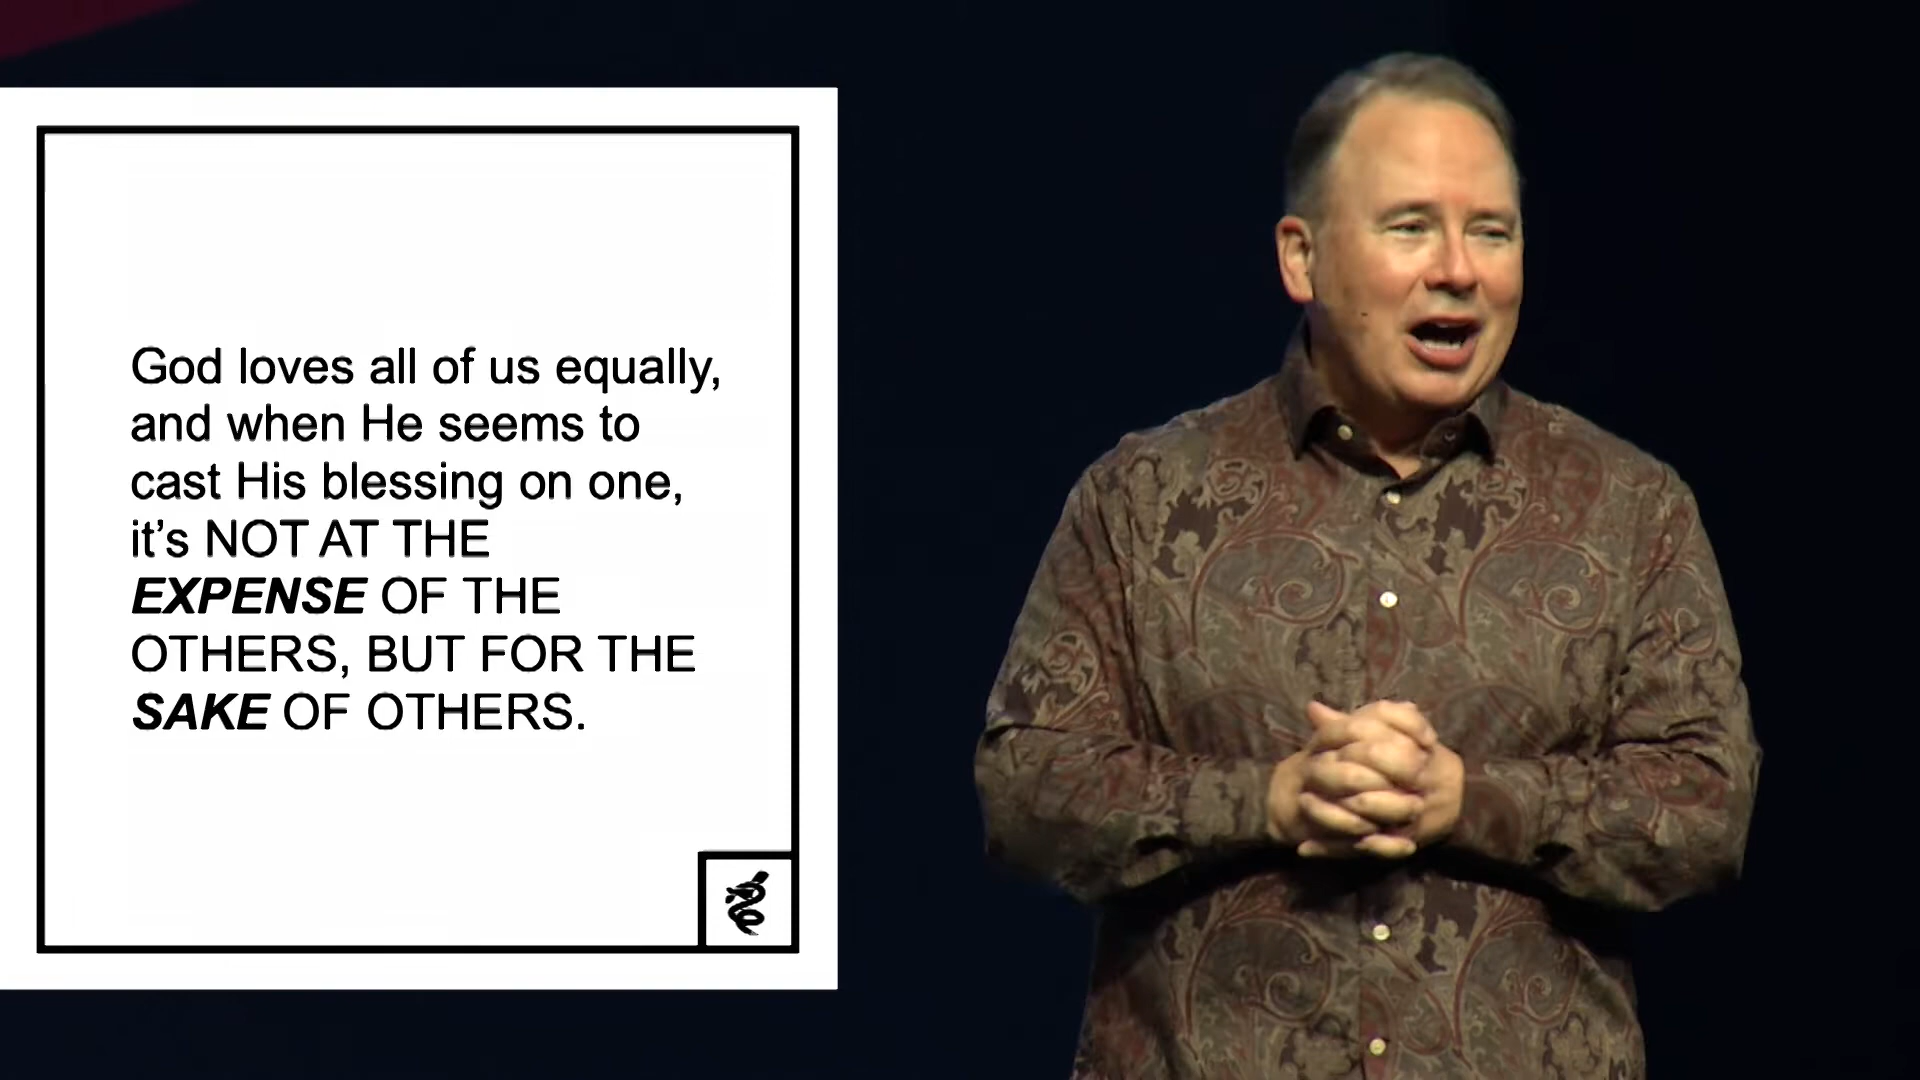 God loves all of us equally,
and when He seems to
cast His blessing on one,
it’s NOT AT THE
EXPENSE OF THE
OTHERS, BUT FOR THE
SAKE OF OTHERS.